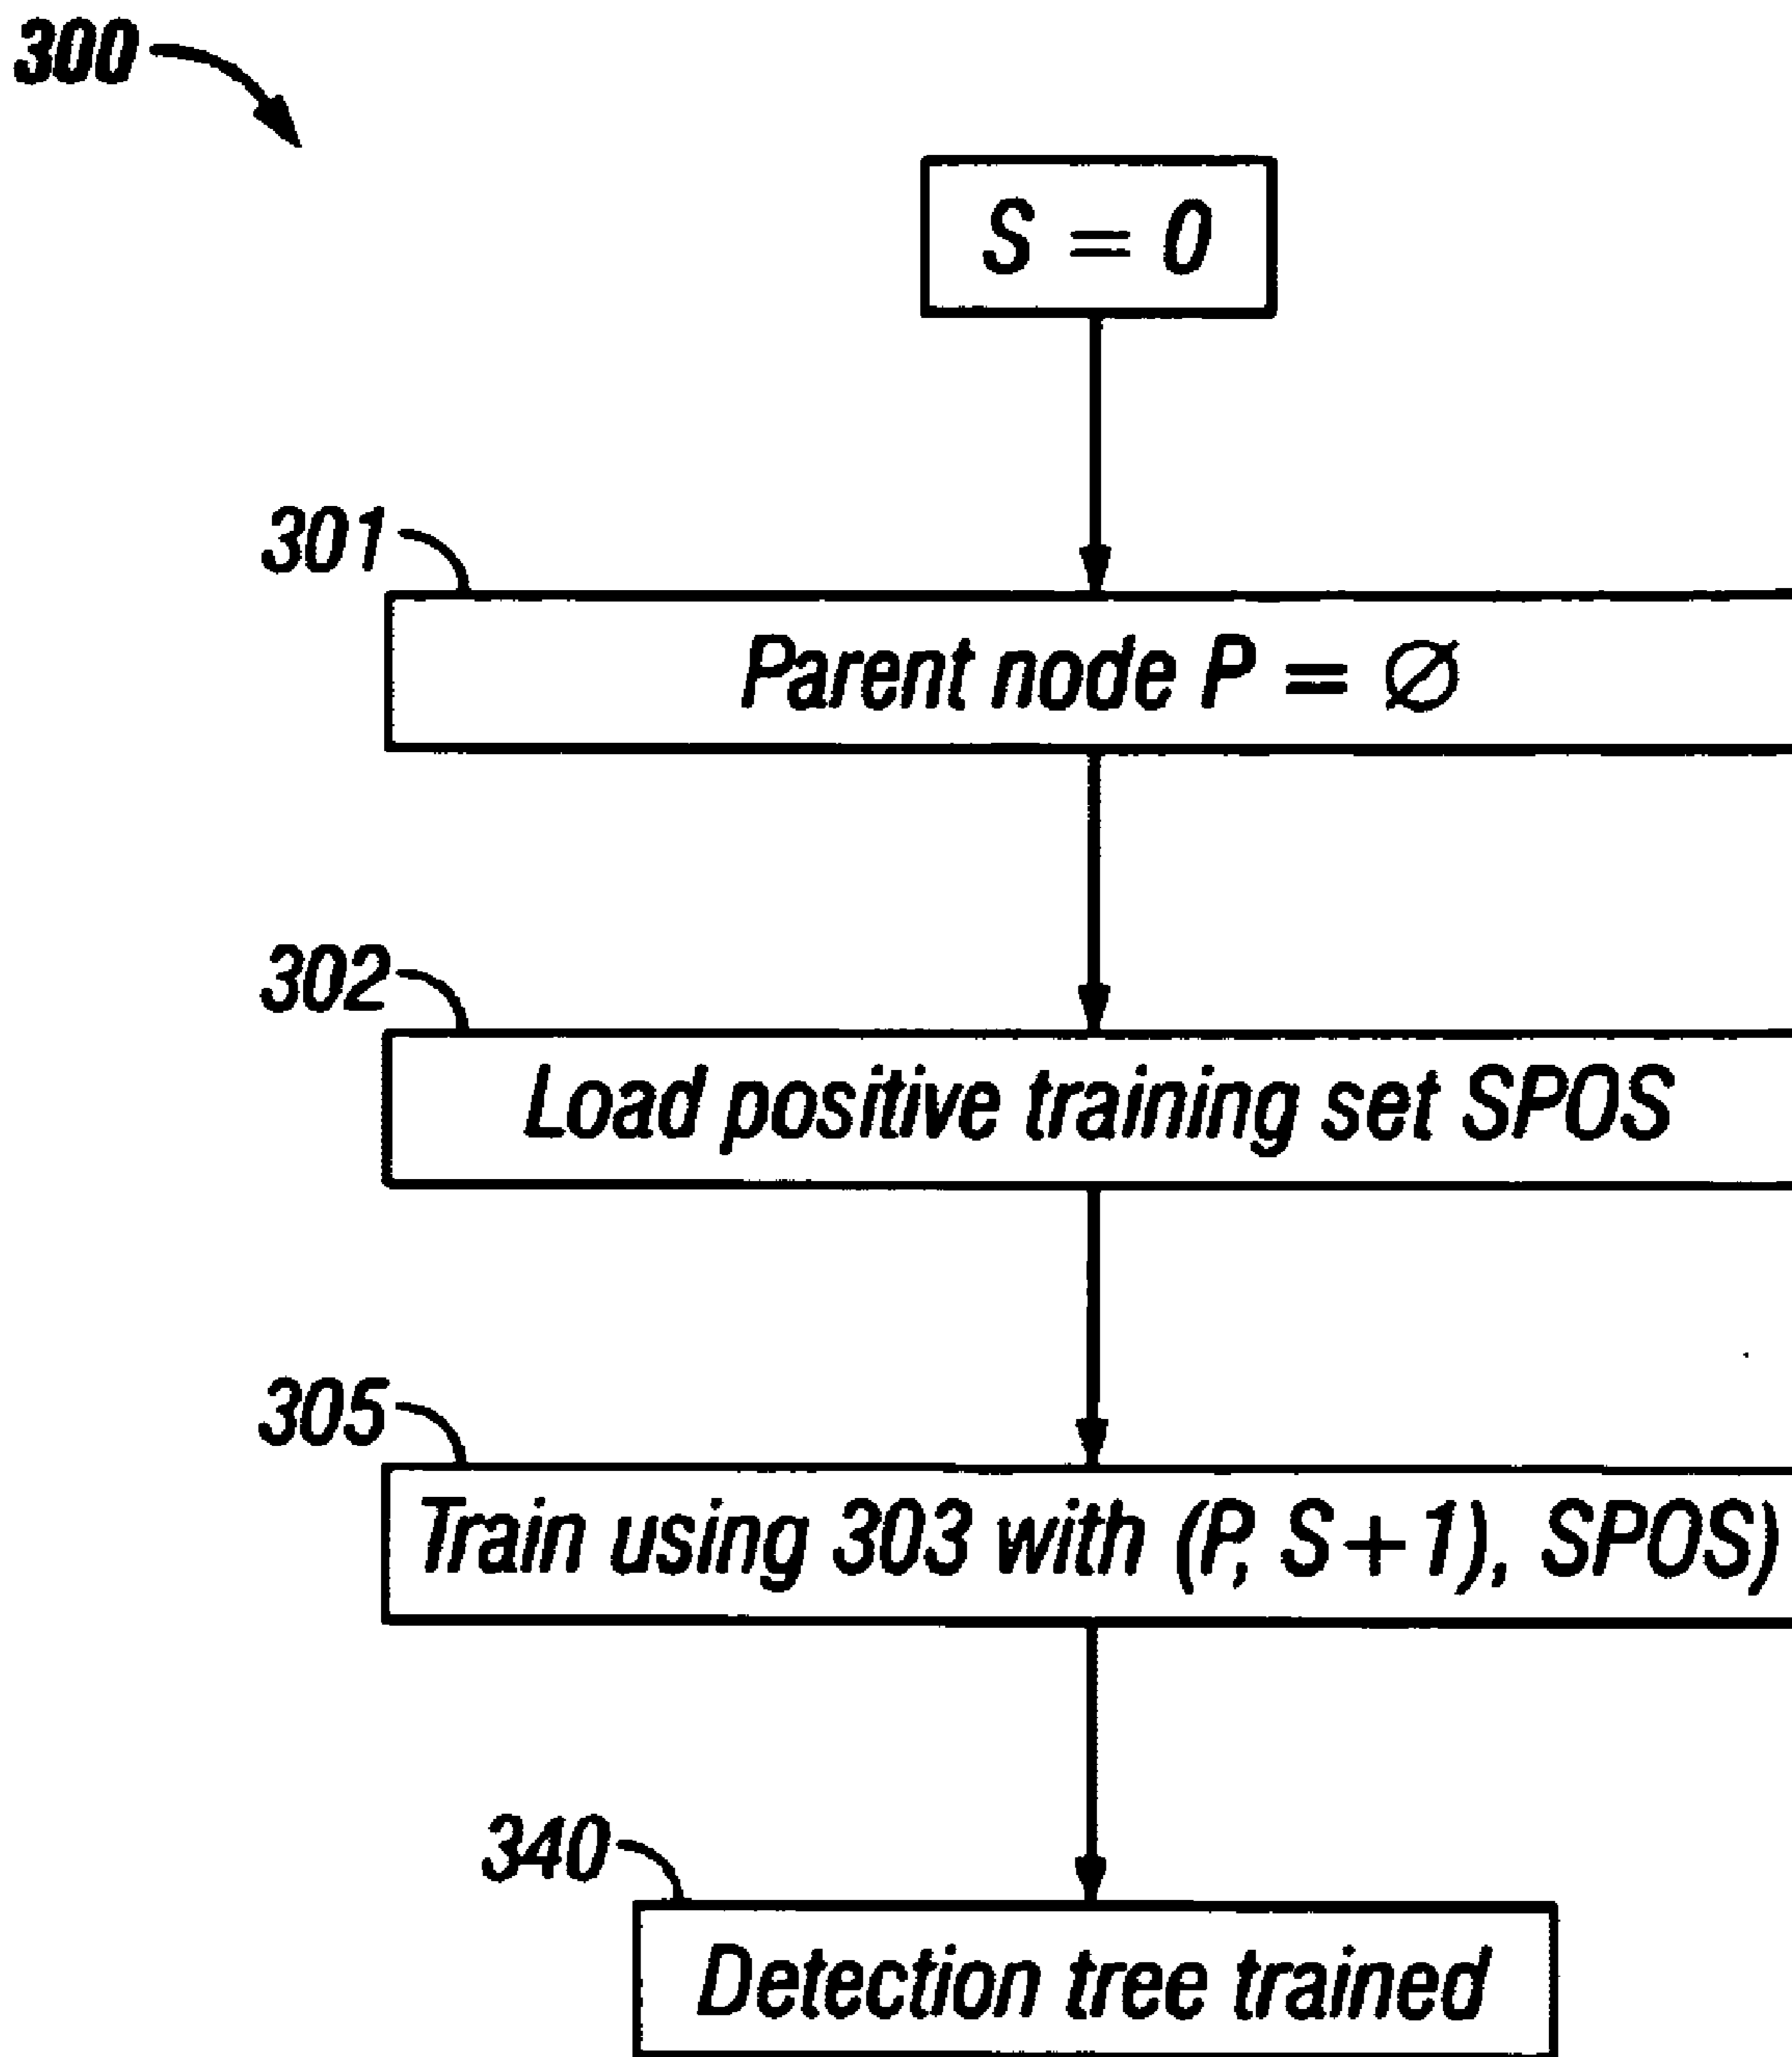 300
S = 0
301
Parent node P = ∅
302
Load positive training set SPOS
305
Train using 303 with (P, S + 1), SPOS)
340
Detection tree trained